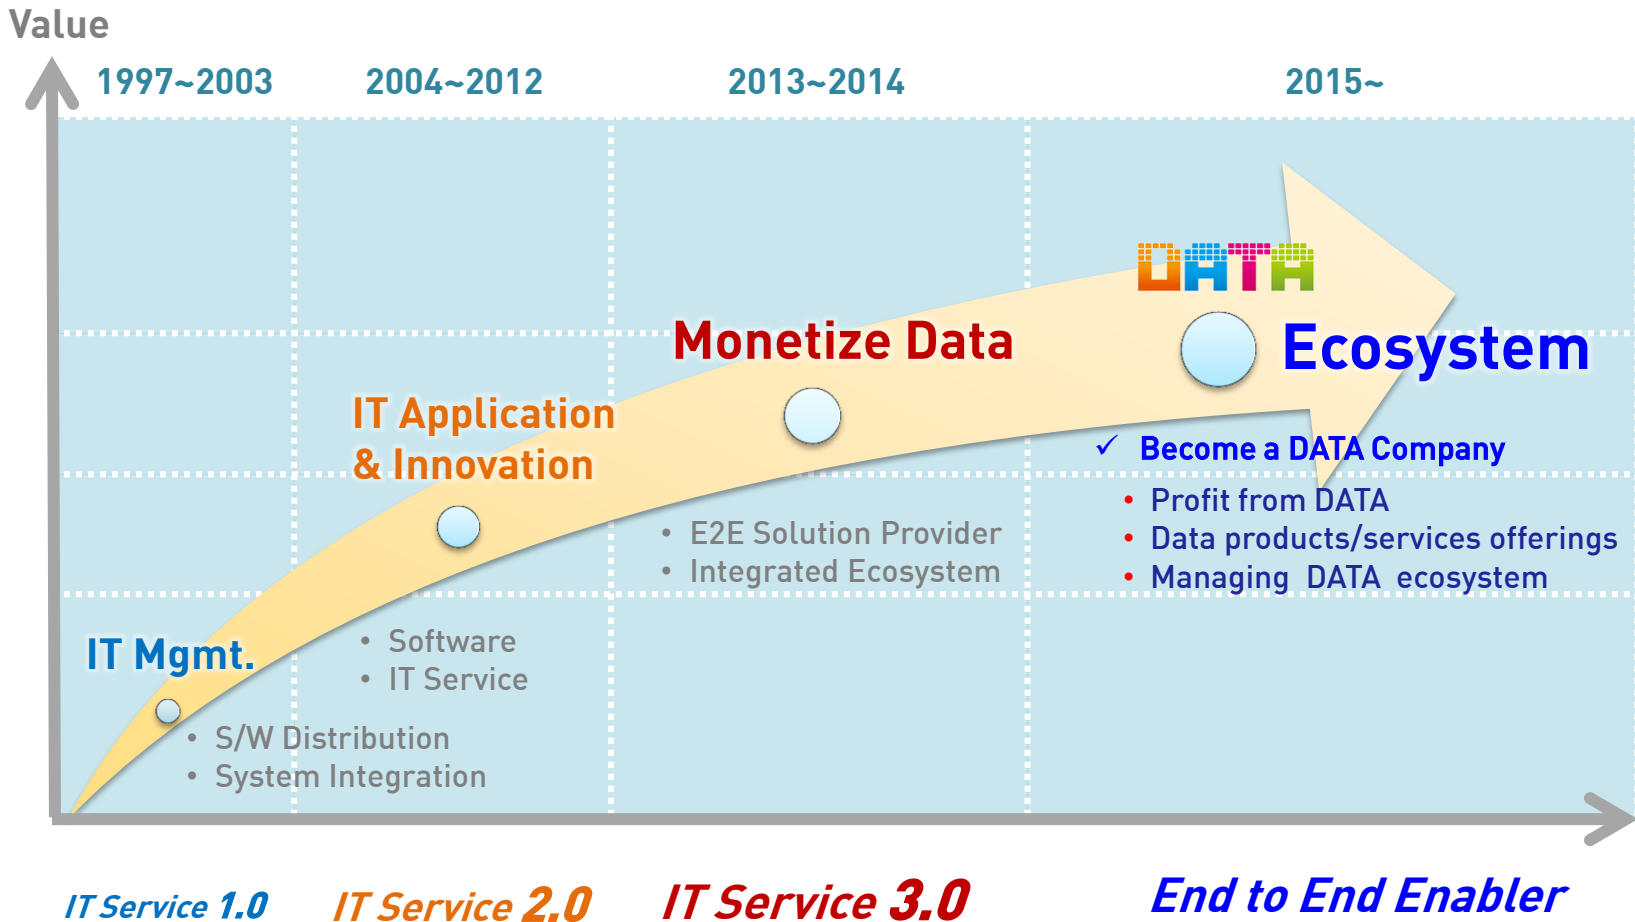 Value
1997~2003
2004~2012
2013~2014
2015~
DATA
Ecosystem
Monetize Data
IT Application
& Innovation
IT Mgmt.
✓ Become a DATA Company
• Profit from DATA
• Data products/services offerings
• Managing DATA ecosystem
• E2E Solution Provider
• Integrated Ecosystem
• Software
• IT Service
• S/W Distribution
• System Integration
IT Service 1.0
IT Service 2.0
IT Service 3.0
End to End Enabler